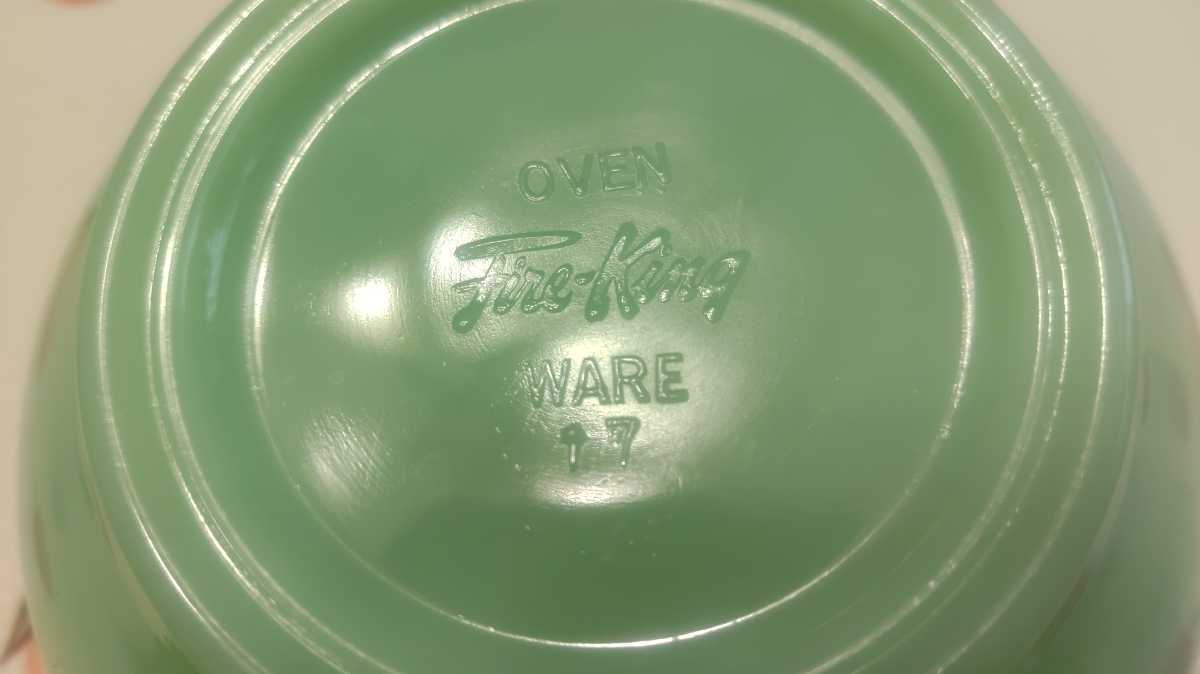 OVEN
Fire-King
WARE
17